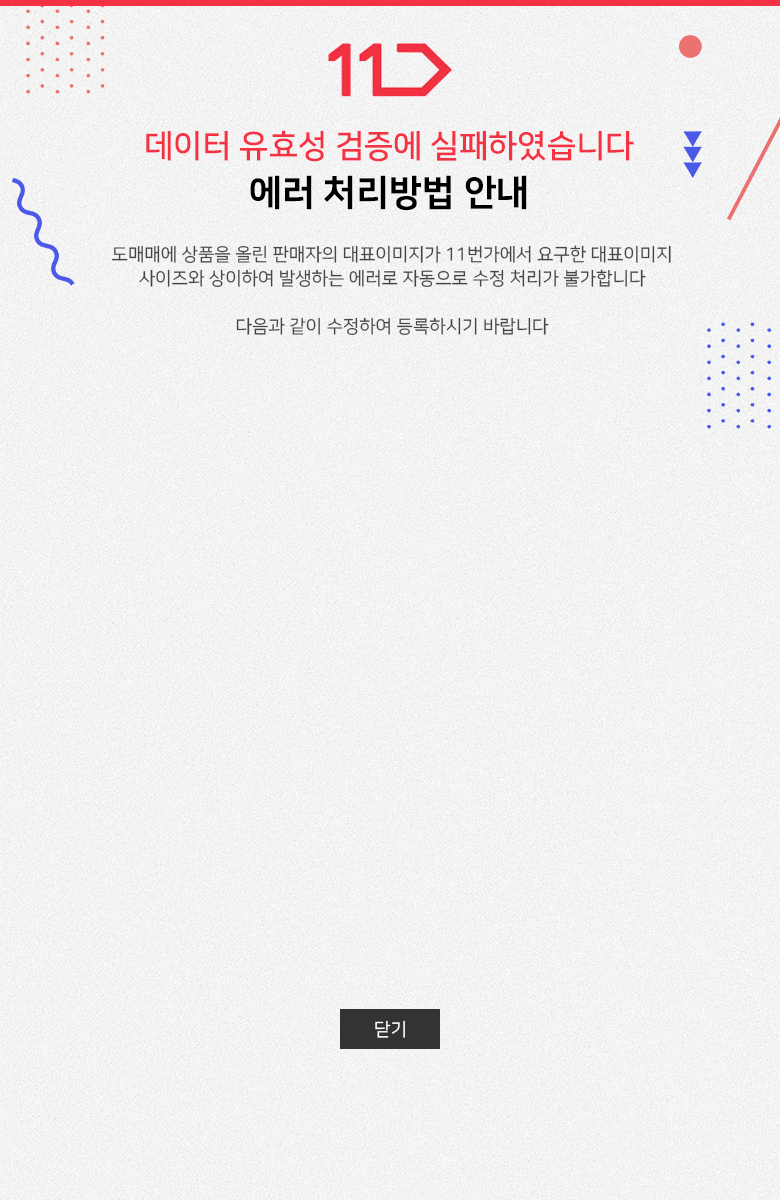 11
데이터 유효성 검증에 실패하였습니다
에러 처리방법 안내
도매매에 상품을 올린 판매자의 대표이미지가 11번가에서 요구한 대표이미지
사이즈와 상이하여 발생하는 에러로 자동으로 수정 처리가 불가합니다
다음과 같이 수정하여 등록하시기 바랍니다
닫기